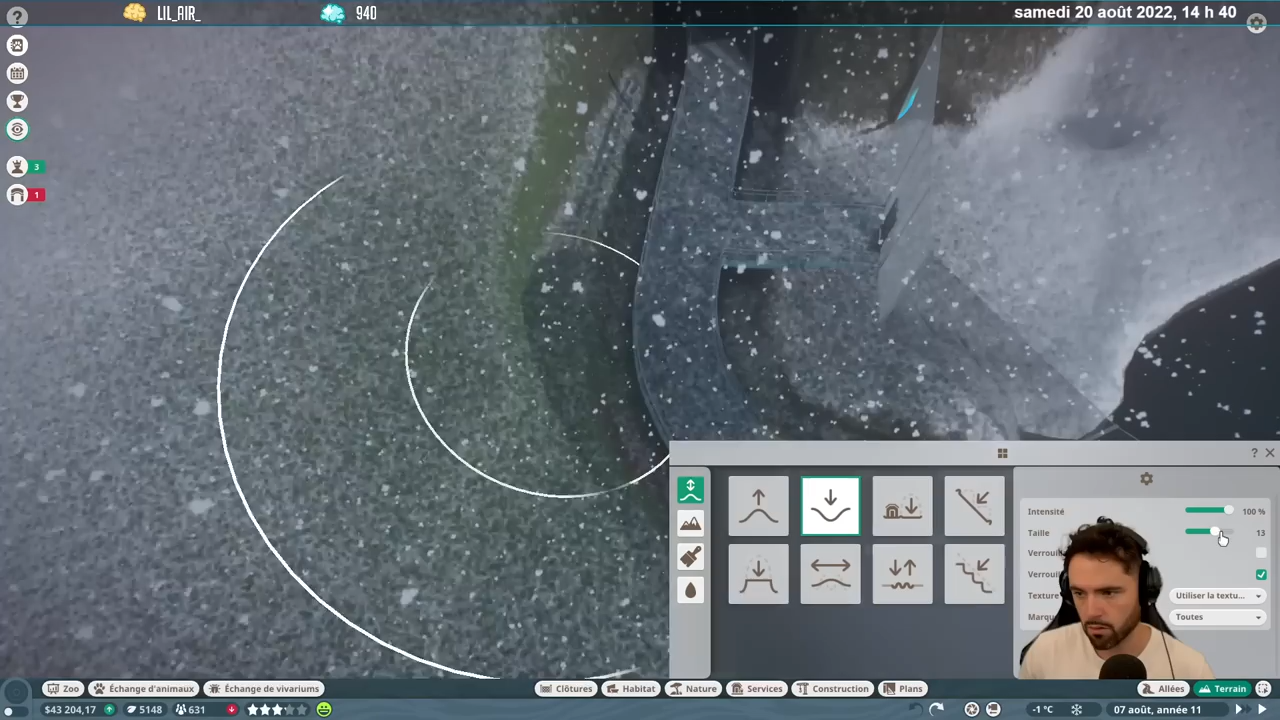 ?
LIL_AIR_
940
samedi 20 août 2022, 14 h 40
3
1
? ×
Intensité 100 %
Taille 13
Verrou
Verrou
Texture Utiliser la textu...
Marqu Toutes
Zoo
Échange d'animaux
Échange de vivariums
Clôtures
Habitat
Nature
Services
Construction
Plans
Allées
Terrain
$43 204,17
5148
631
-1 °C
07 août, année 11